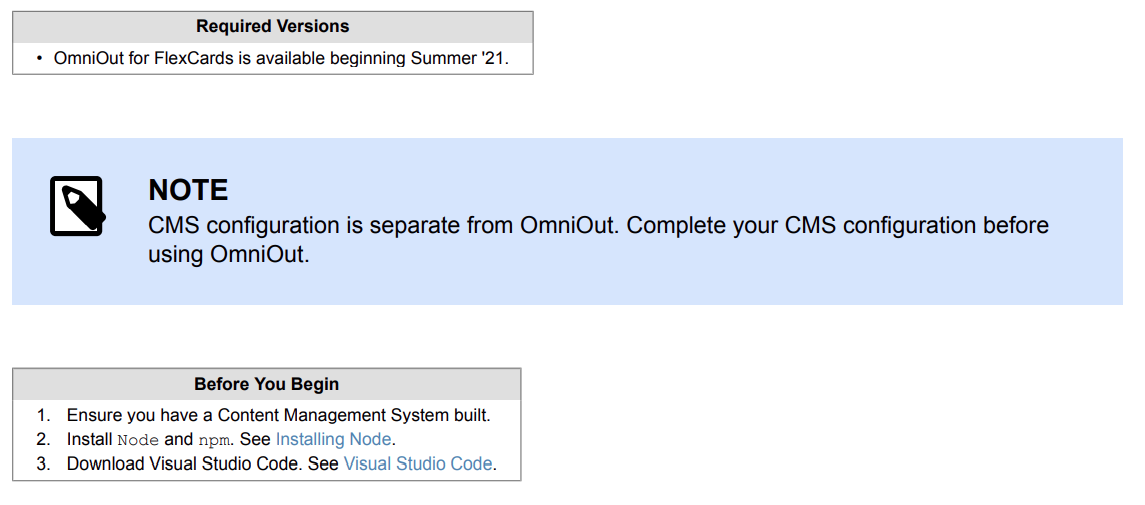 Required Versions
• OmniOut for FlexCards is available beginning Summer '21.
NOTE
CMS configuration is separate from OmniOut. Complete your CMS configuration before
using OmniOut.
Before You Begin
1. Ensure you have a Content Management System built.
2. Install Node and npm. See Installing Node.
3. Download Visual Studio Code. See Visual Studio Code.